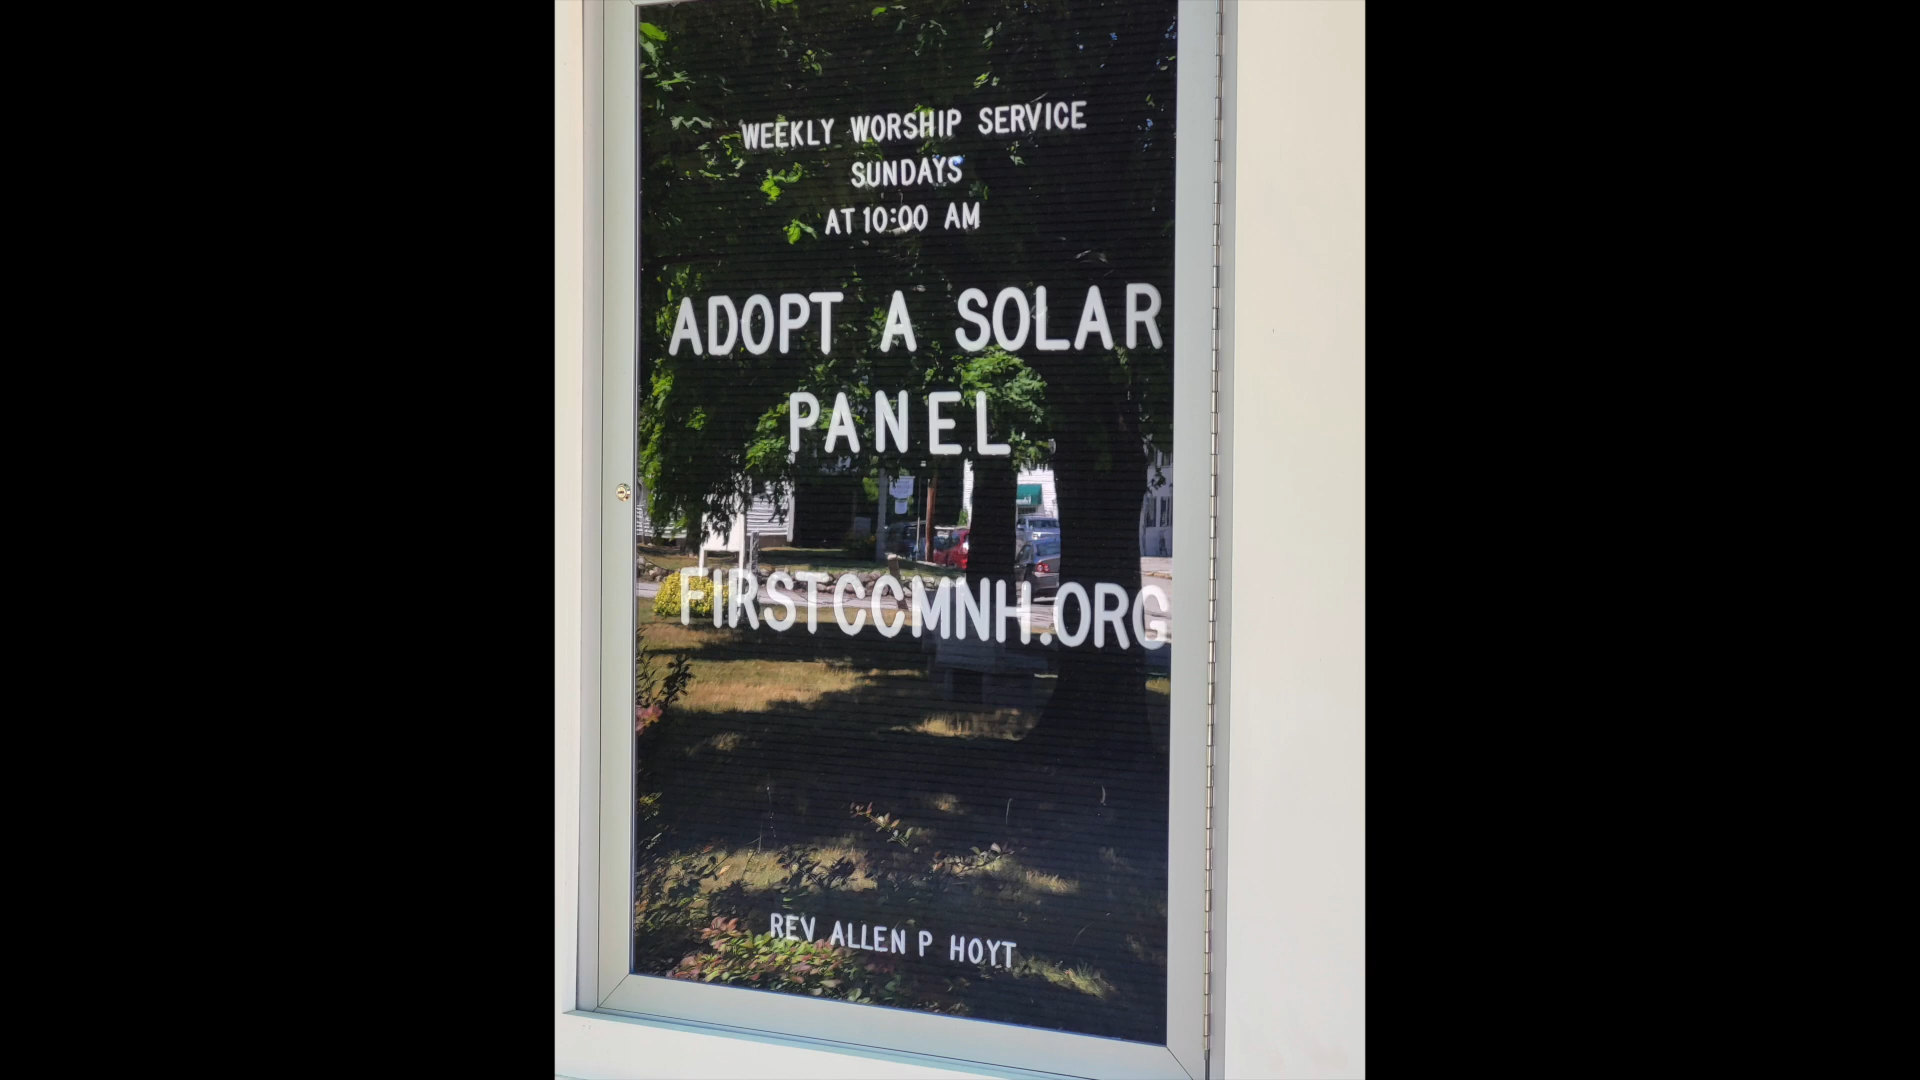 WEEKLY WORSHIP SERVICE
SUNDAYS
AT 10:00 AM
ADOPT A SOLAR
PANEL
FIRSTCCMNH.ORG
REV ALLEN P HOYT